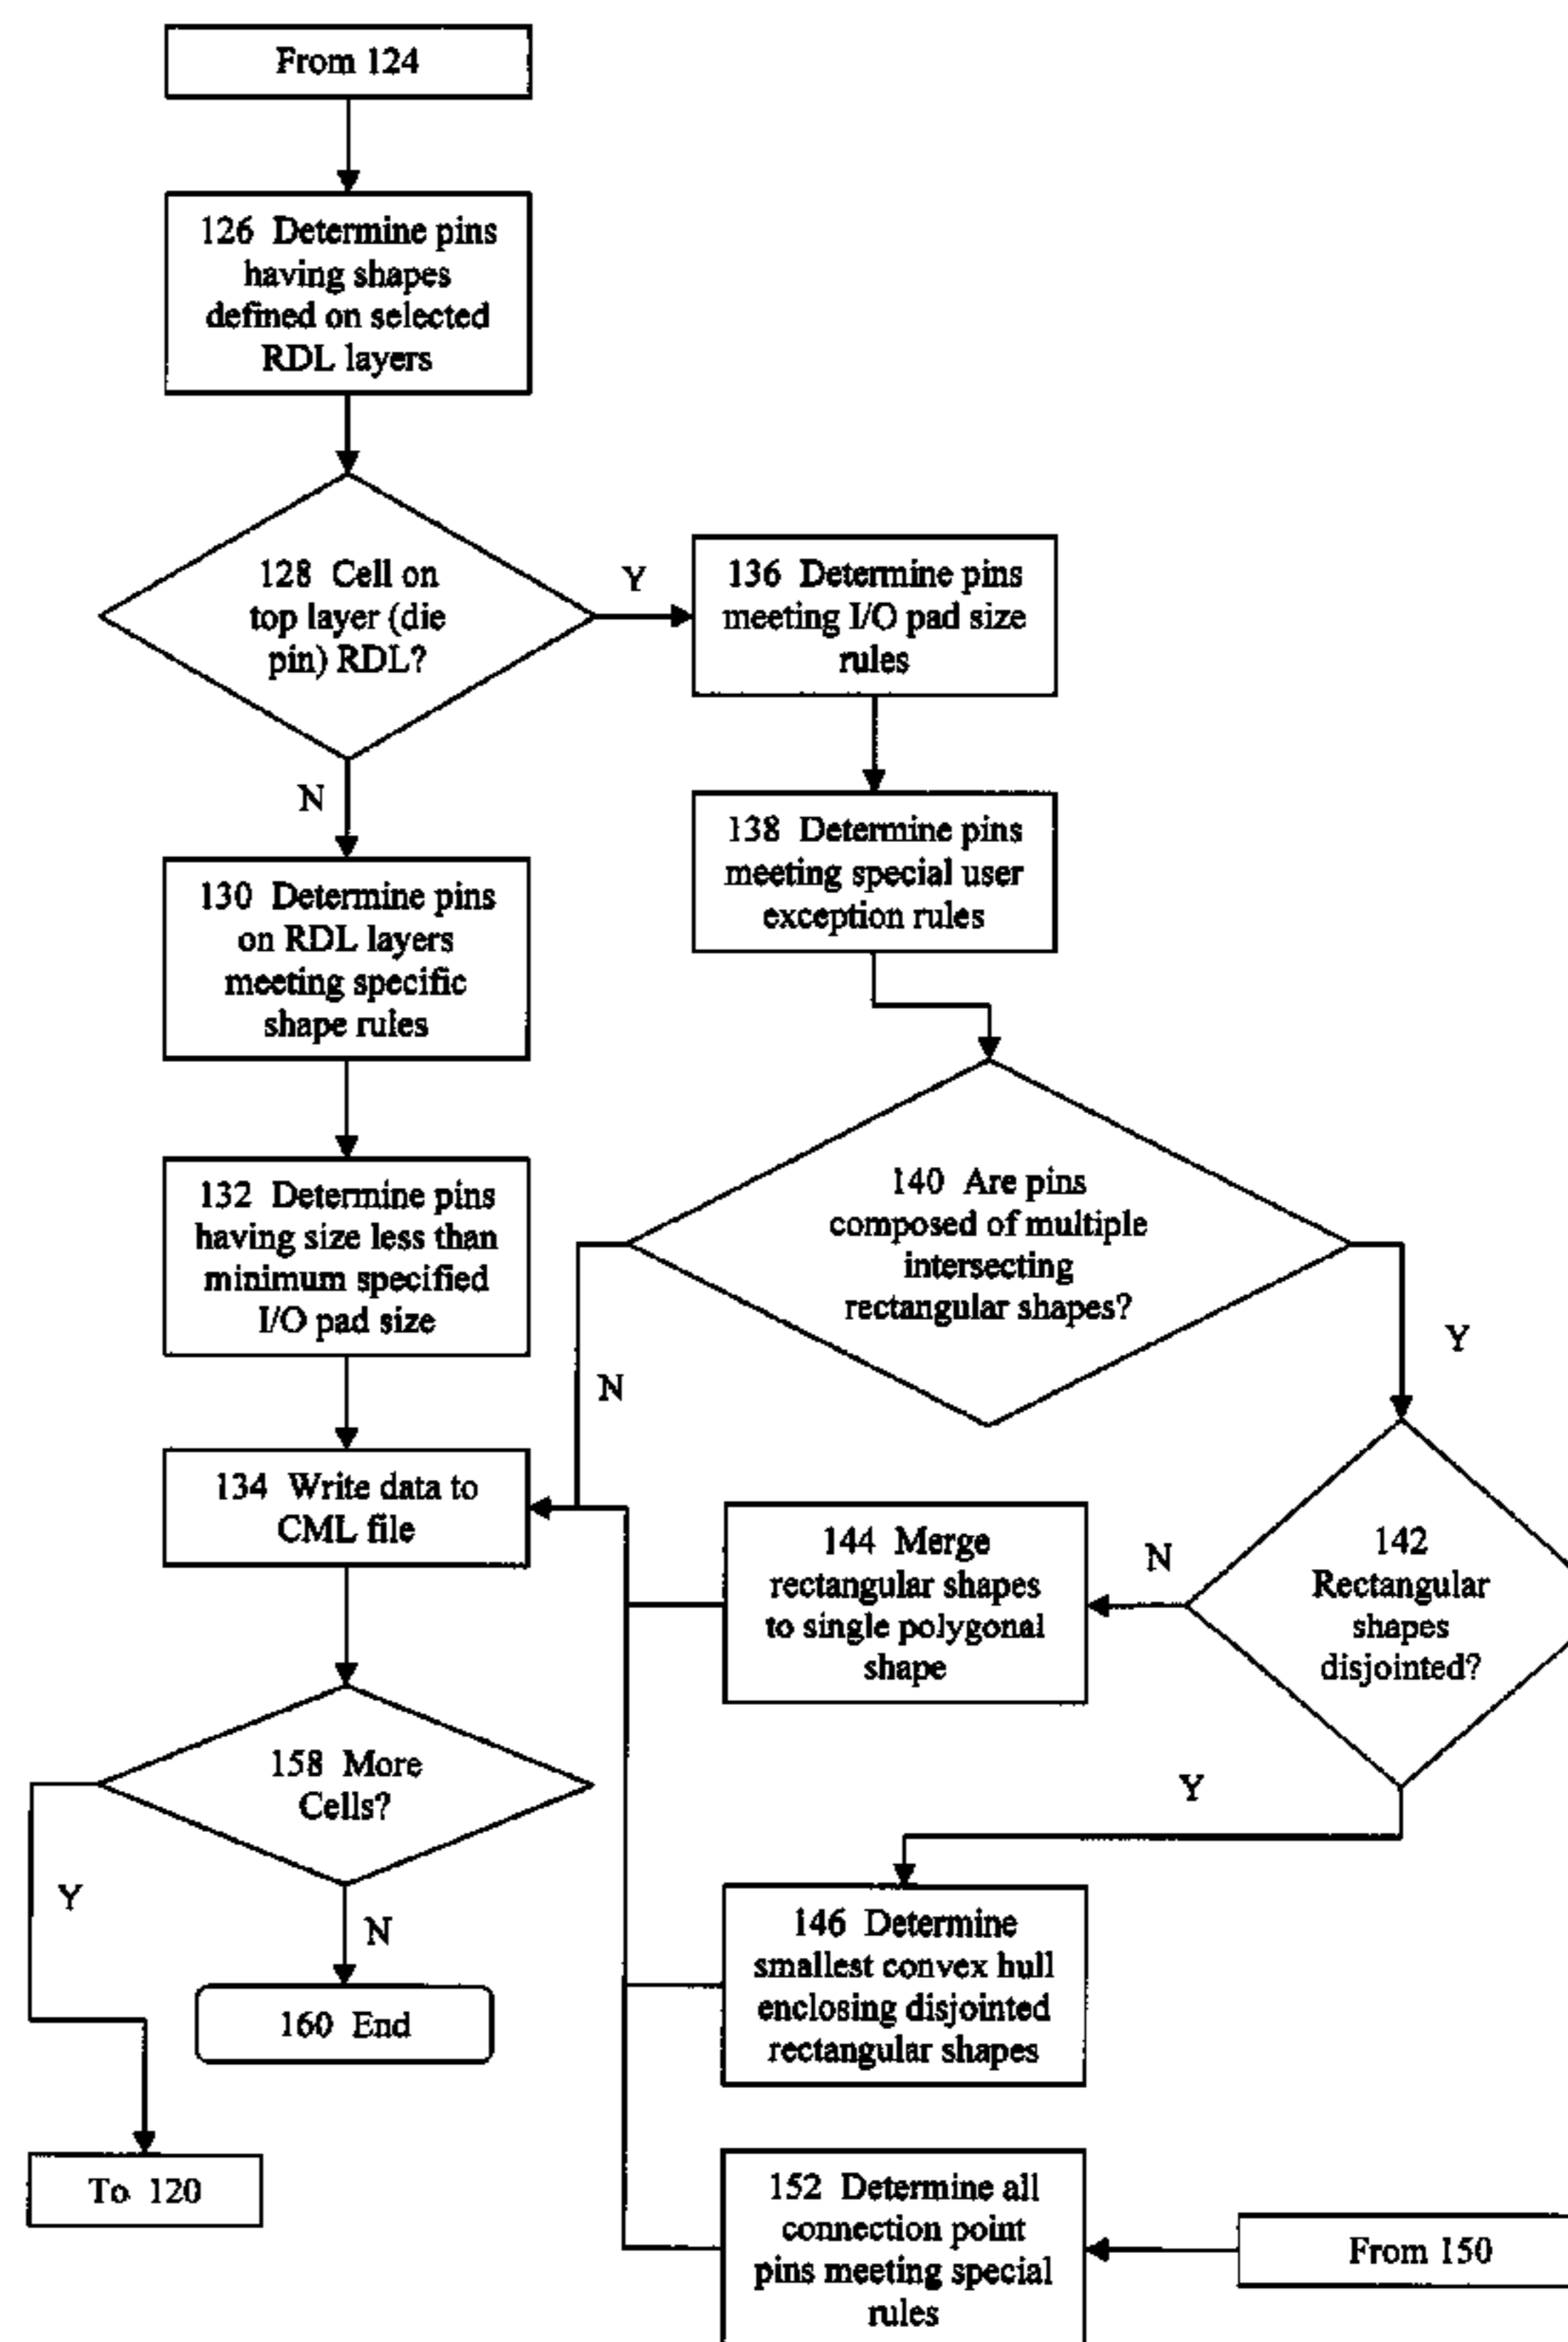 From 124
126 Determine pins
having shapes
defined on selected
RDL layers
128 Cell on
top layer (die
pin) RDL?
Y
136 Determine pins
meeting I/O pad size
rules
N
138 Determine pins
meeting special user
exception rules
130 Determine pins
on RDL layers
meeting specific
shape rules
140 Are pins
composed of multiple
intersecting
rectangular shapes?
132 Determine pins
having size less than
minimum specified
I/O pad size
Y
N
134 Write data to
CML file
144 Merge
rectangular shapes
to single polygonal
shape
N
142
Rectangular
shapes
disjointed?
158 More
Cells?
Y
Y
N
146 Determine
smallest convex hull
enclosing disjointed
rectangular shapes
160 End
To 120
152 Determine all
connection point
pins meeting special
rules
From 150